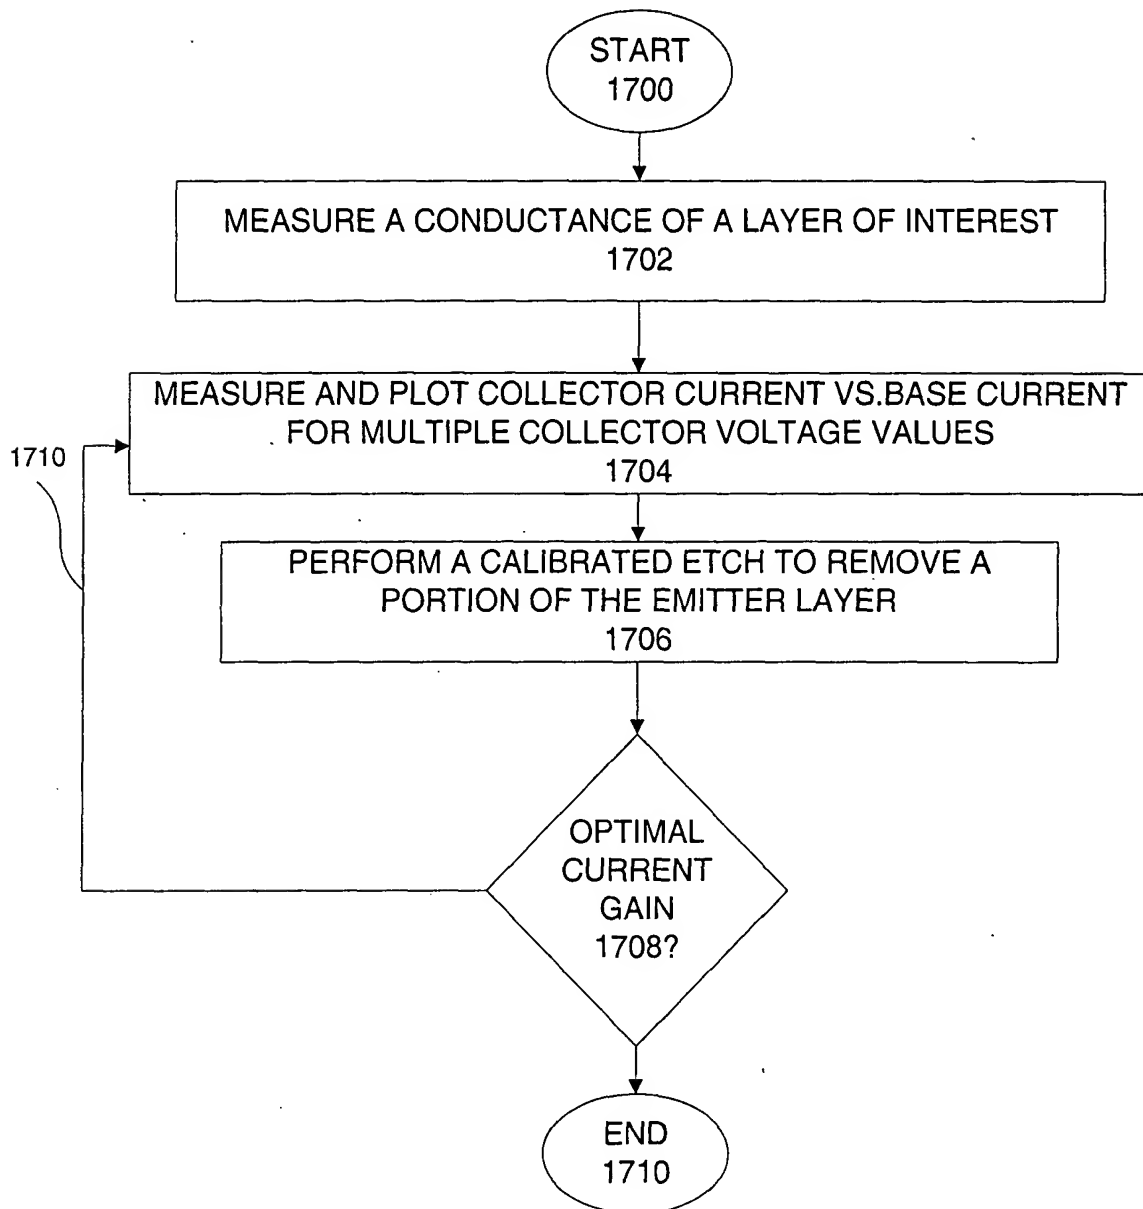 START
1700
MEASURE A CONDUCTANCE OF A LAYER OF INTEREST
1702
MEASURE AND PLOT COLLECTOR CURRENT VS.BASE CURRENT
FOR MULTIPLE COLLECTOR VOLTAGE VALUES
1704
1710
PERFORM A CALIBRATED ETCH TO REMOVE A
PORTION OF THE EMITTER LAYER
1706
OPTIMAL
CURRENT
GAIN
1708?
END
1710